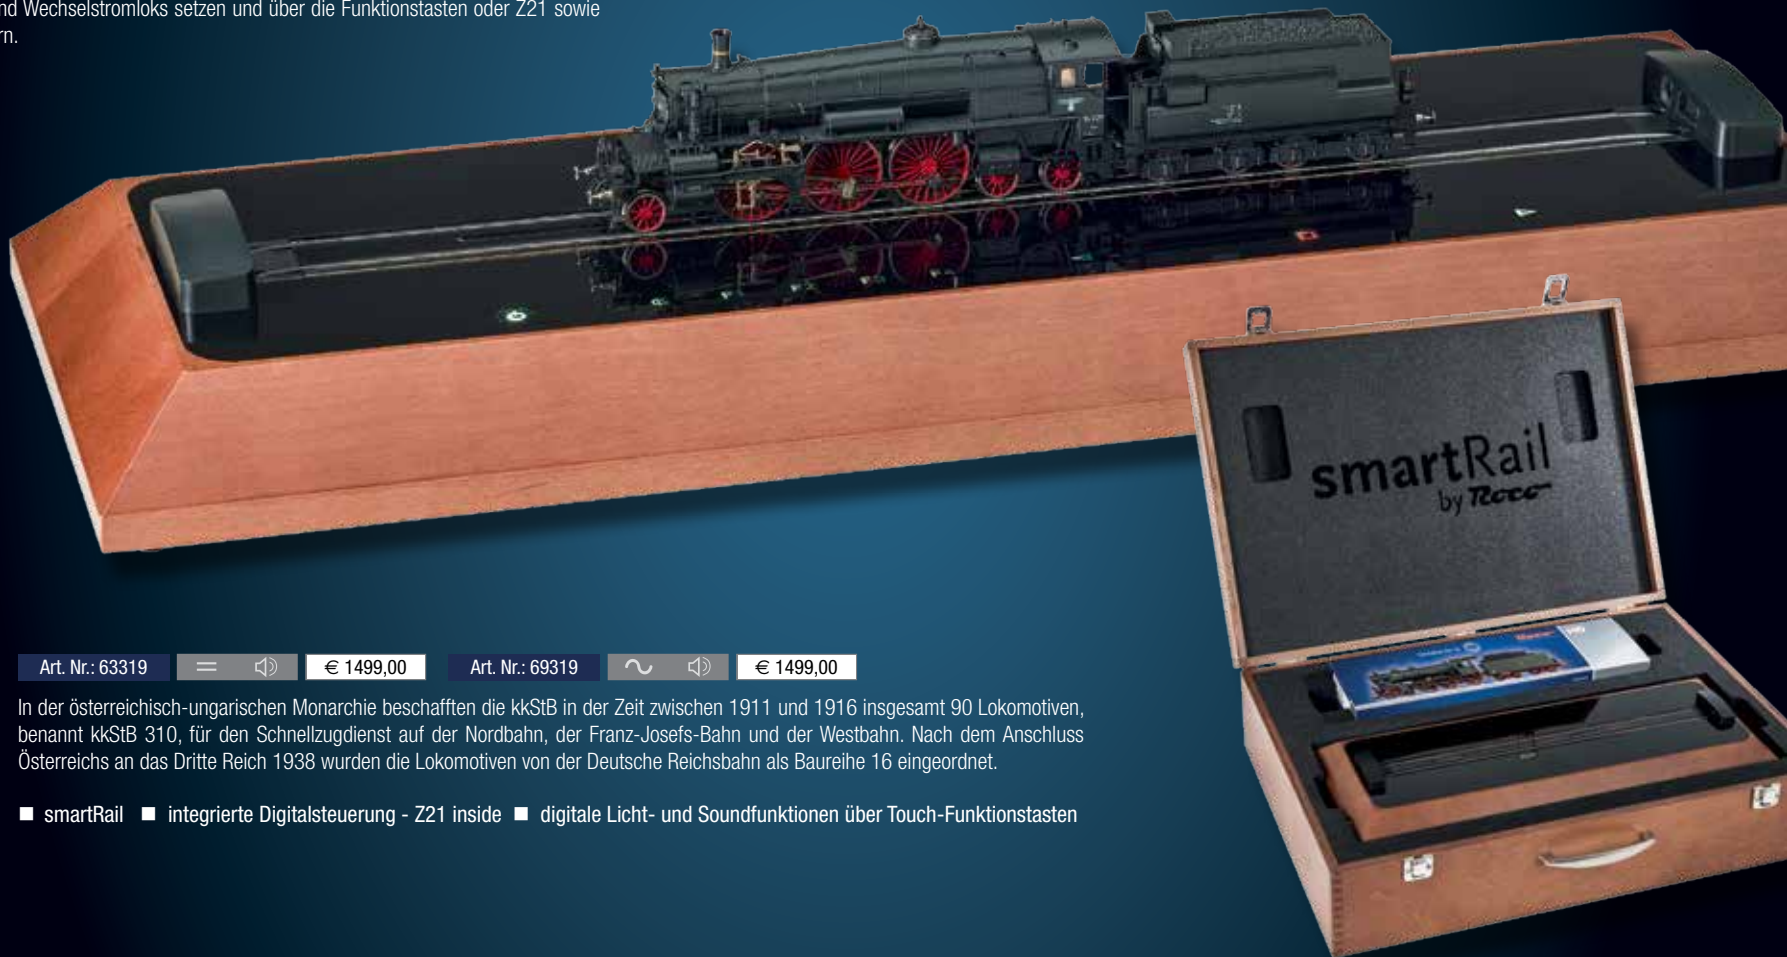 nd Wechselstromloks setzen und über die Funktionstasten oder Z21 sowie
rn.
smartRail
by Roco
Art. Nr.: 63319 € 1499,00 Art. Nr.: 69319 € 1499,00
In der österreichisch-ungarischen Monarchie beschafften die kkStB in der Zeit zwischen 1911 und 1916 insgesamt 90 Lokomotiven,
benannt kkStB 310, für den Schnellzugdienst auf der Nordbahn, der Franz-Josefs-Bahn und der Westbahn. Nach dem Anschluss
Österreichs an das Dritte Reich 1938 wurden die Lokomotiven von der Deutsche Reichsbahn als Baureihe 16 eingeordnet.
■ smartRail ■ integrierte Digitalsteuerung - Z21 inside ■ digitale Licht- und Soundfunktionen über Touch-Funktionstasten